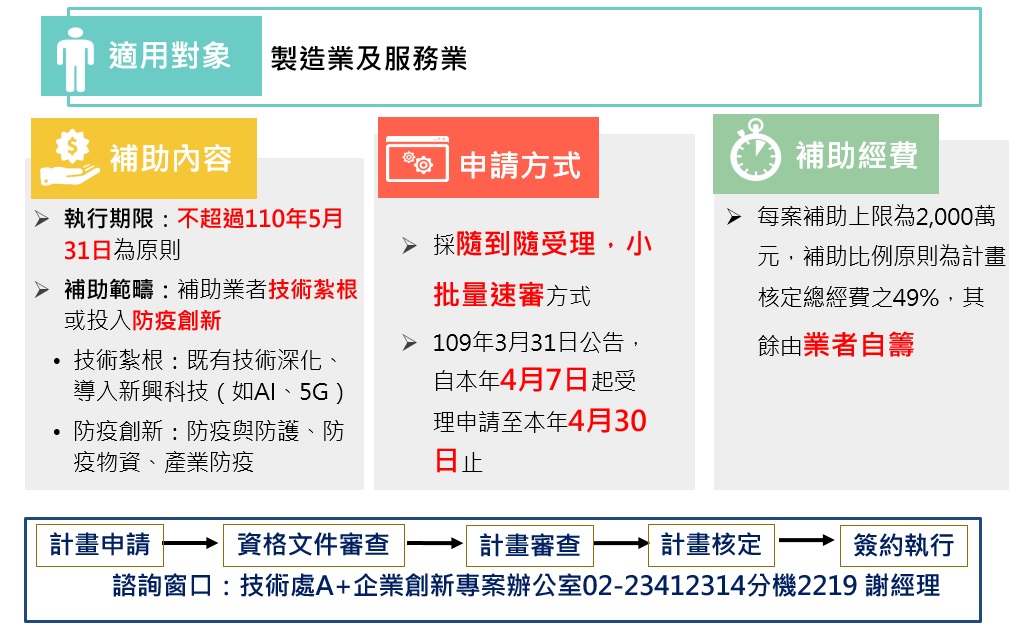 適用對象
製造業及服務業
補助內容
➢ 執行期限：不超過110年5月
31日為原則
➢ 補助範疇：補助業者技術紮根
或投入防疫創新
• 技術紮根：既有技術深化、
導入新興科技（如AI、5G）
• 防疫創新：防疫與防護、防
疫物資、產業防疫
申請方式
➢ 採隨到隨受理，小
批量速審方式
➢ 109年3月31日公告，
自本年4月7日起受
理申請至本年4月30
日止
補助經費
➢ 每案補助上限為2,000萬
元，補助比例原則為計畫
核定總經費之49%，其
餘由業者自籌
計畫申請 資格文件審查 計畫審查 計畫核定 簽約執行
諮詢窗口：技術處A+企業創新專案辦公室02-23412314分機2219 謝經理